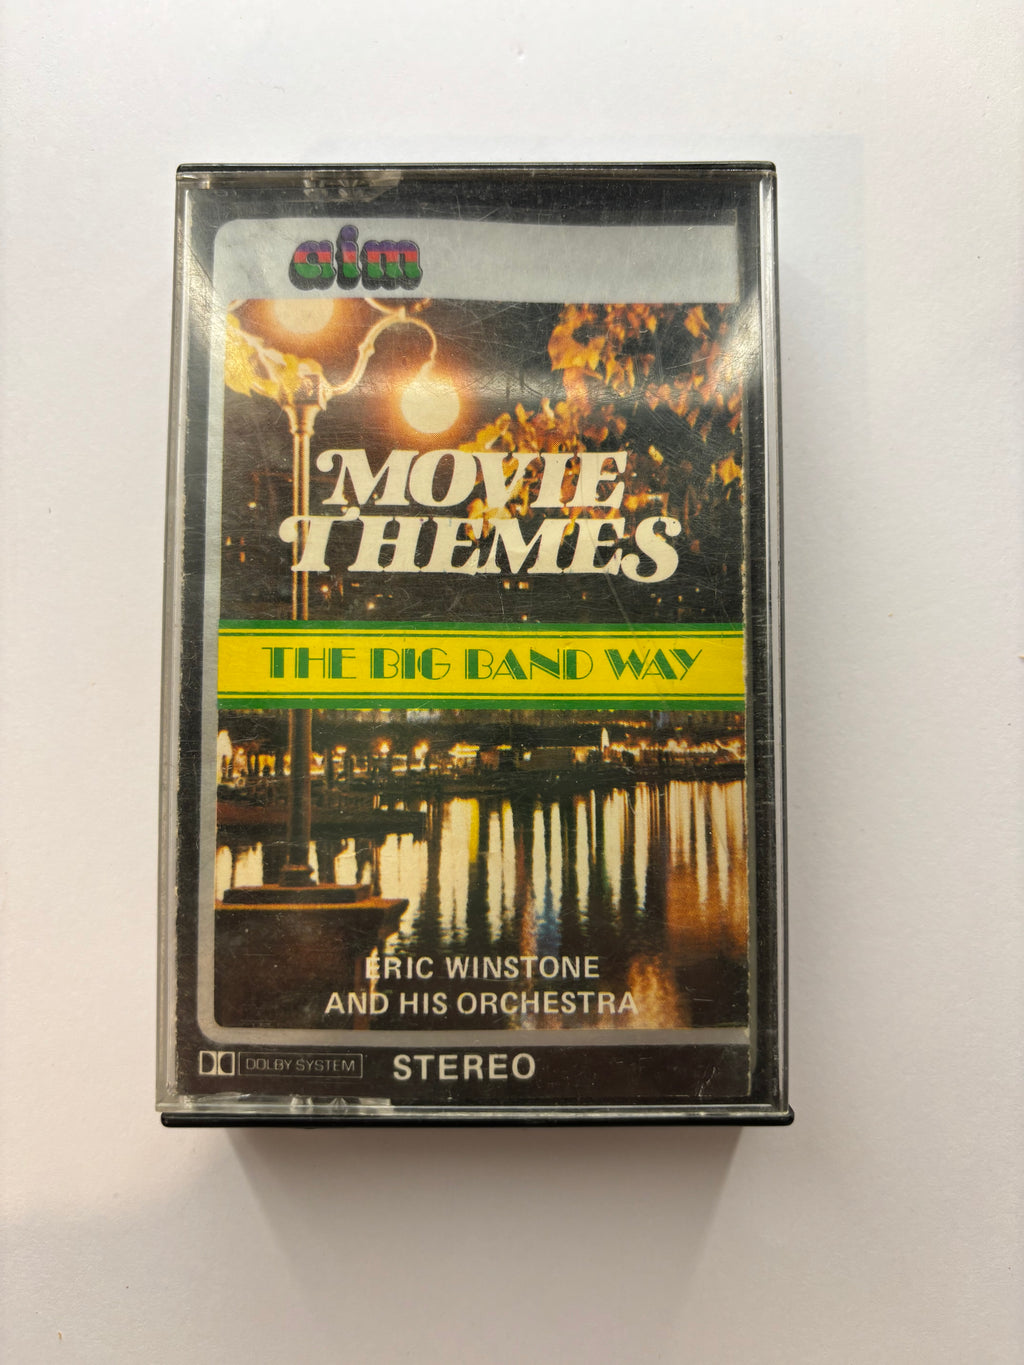 aim
MOVIE
THEMES
THE BIG BAND WAY
ERIC WINSTONE
AND HIS ORCHESTRA
DOLBY SYSTEM
STEREO